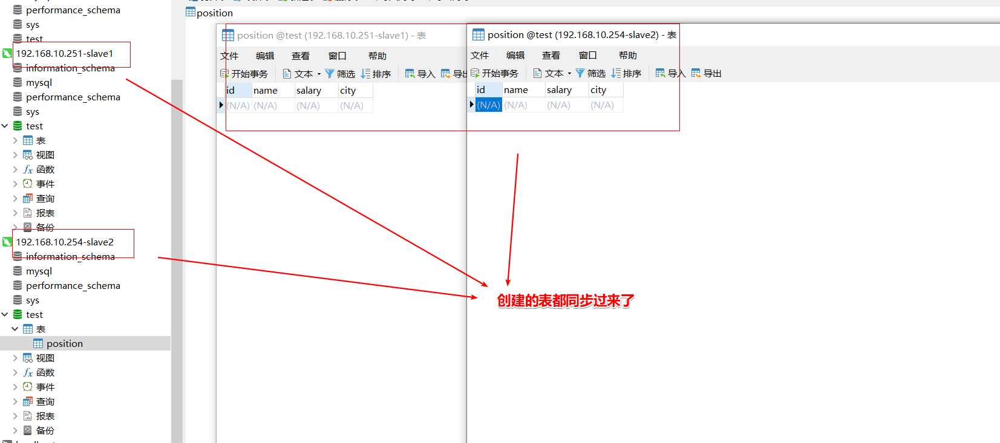 performance_schema
sys
test
192.168.10.251-slave1
information_schema
mysql
performance_schema
sys
test
表
视图
函数
事件
查询
报表
备份
192.168.10.254-slave2
information_schema
mysql
performance_schema
sys
test
表
position
视图
函数
事件
查询
报表
备份
position
position @test (192.168.10.251-slave1) - 表
文件 编辑 查看 窗口 帮助
开始事务 文本 筛选 排序 导入 导出
id name salary city
(N/A) (N/A) (N/A) (N/A)
position @test (192.168.10.254-slave2) - 表
文件 编辑 查看 窗口 帮助
开始事务 文本 筛选 排序 导入 导出
id name salary city
(N/A) (N/A) (N/A) (N/A)
创建的表都同步过来了